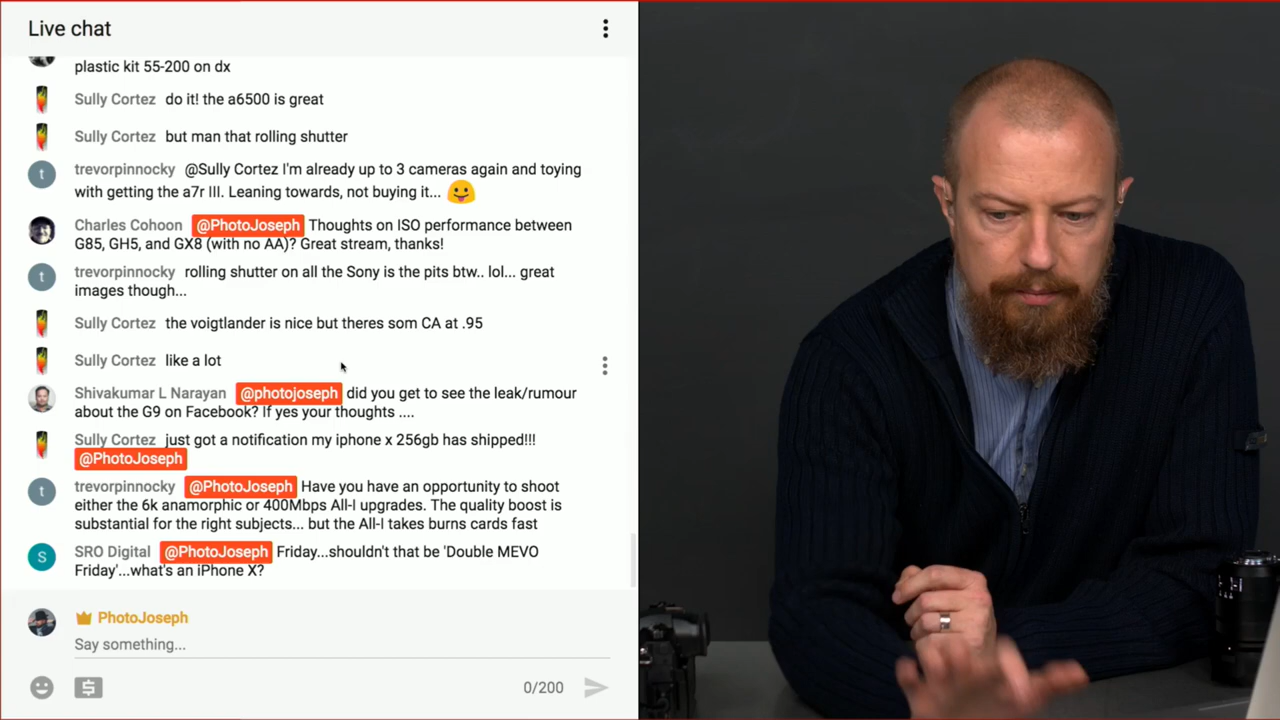 Live chat
plastic kit 55-200 on dx
Sully Cortez do it! the a6500 is great
Sully Cortez but man that rolling shutter
trevorpinnocky @Sully Cortez I'm already up to 3 cameras again and toying
with getting the a7r III. Leaning towards, not buying it... 😛
Charles Cohoon @PhotoJoseph Thoughts on ISO performance between
G85, GH5, and GX8 (with no AA)? Great stream, thanks!
trevorpinnocky rolling shutter on all the Sony is the pits btw.. lol... great
images though...
Sully Cortez the voigtlander is nice but theres som CA at .95
Sully Cortez like a lot
Shivakumar L Narayan @photojoseph did you get to see the leak/rumour
about the G9 on Facebook? If yes your thoughts ....
Sully Cortez just got a notification my iphone x 256gb has shipped!!!
@PhotoJoseph
t trevorpinnocky @PhotoJoseph Have you have an opportunity to shoot
either the 6k anamorphic or 400Mbps All-I upgrades. The quality boost is
substantial for the right subjects... but the All-I takes burns cards fast
S SRO Digital @PhotoJoseph Friday...shouldn't that be 'Double MEVO
Friday'...what's an iPhone X?
PhotoJoseph
Say something...
0/200